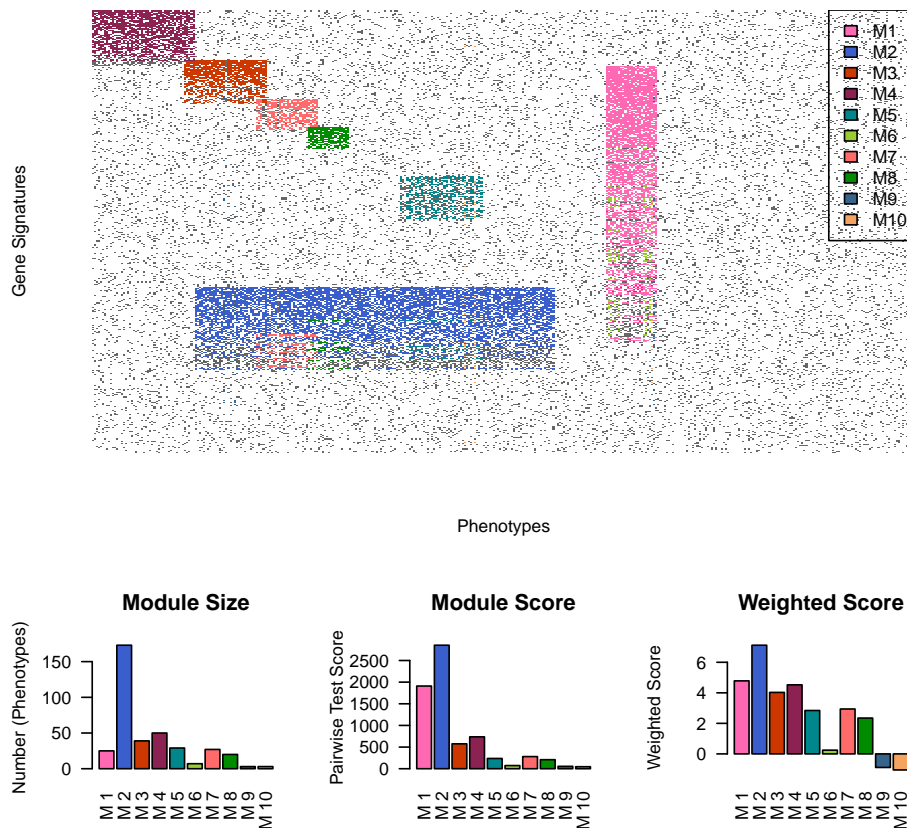 Gene Signatures
M1
M2
M3
M4
M5
M6
M7
M8
M9
M10
Phenotypes
Module Size
Number (Phenotypes)
150
100
50
0
M 1
M 2
M 3
M 4
M 5
M 6
M 7
M 8
M 9
M 10
Module Score
Pairwise Test Score
2500
2000
1500
1000
500
0
M 1
M 2
M 3
M 4
M 5
M 6
M 7
M 8
M 9
M 10
Weighted Score
Weighted Score
6
4
2
0
M 1
M 2
M 3
M 4
M 5
M 6
M 7
M 8
M 9
M 10